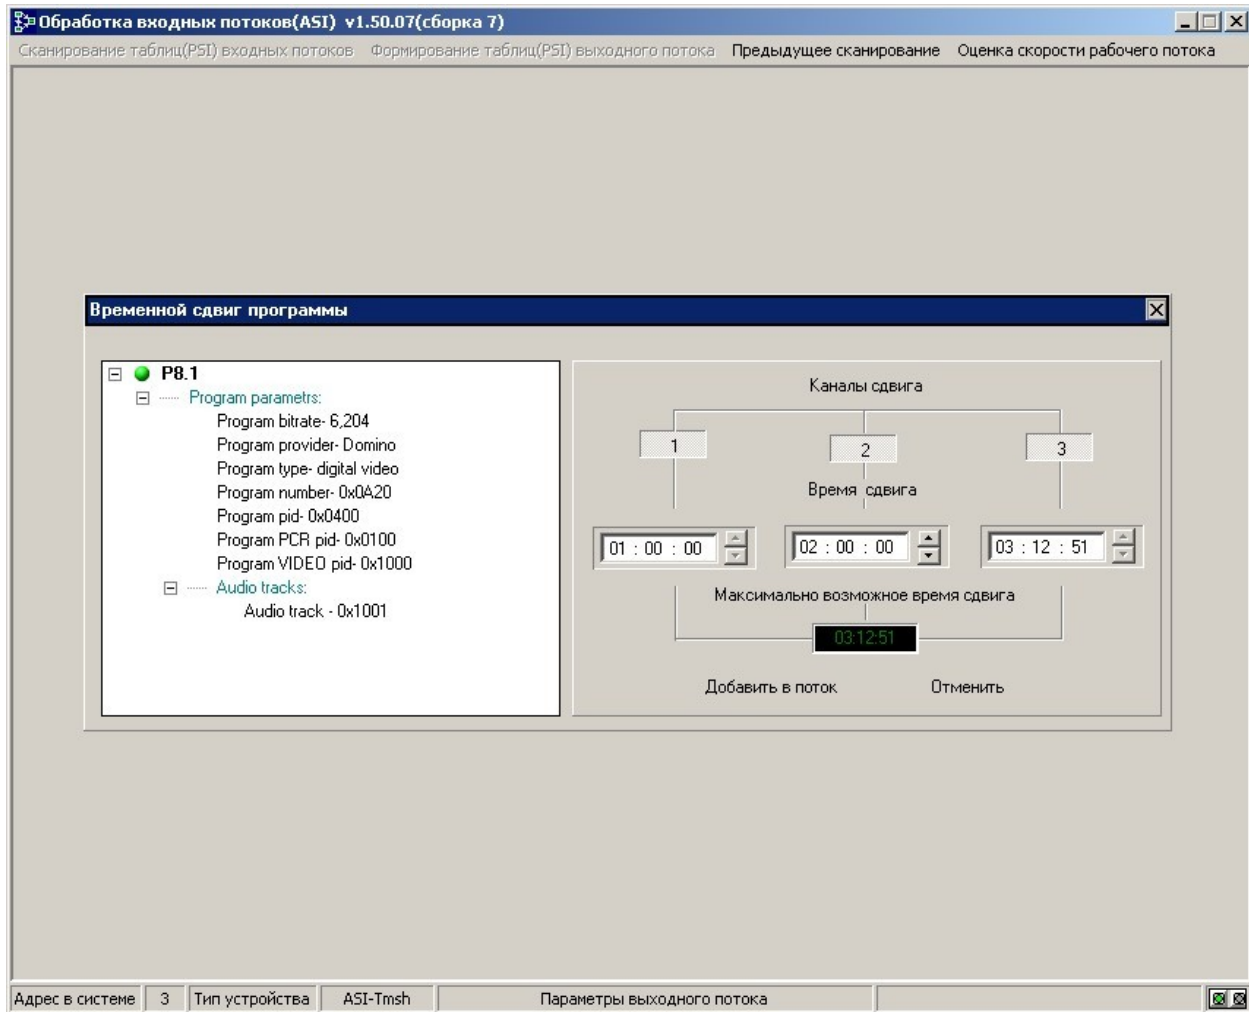 Обработка входных потоков(ASI) v1.50.07(сборка 7)
Сканирование таблиц(PSI) входных потоков Формирование таблиц(PSI) выходного потока Предыдущее сканирование Оценка скорости рабочего потока
Временной сдвиг программы
P8.1
Program parametrs:
Program bitrate- 6,204
Program provider- Domino
Program type- digital video
Program number- 0x0A20
Program pid- 0x0400
Program PCR pid- 0x0100
Program VIDEO pid- 0x1000
Audio tracks:
Audio track - 0x1001
Каналы сдвига
1 2 3
Время сдвига
01 : 00 : 00 02 : 00 : 00 03 : 12 : 51
Максимально возможное время сдвига
03:12:51
Добавить в поток Отменить
Адрес в системе 3 Тип устройства ASI-Tmsh Параметры выходного потока